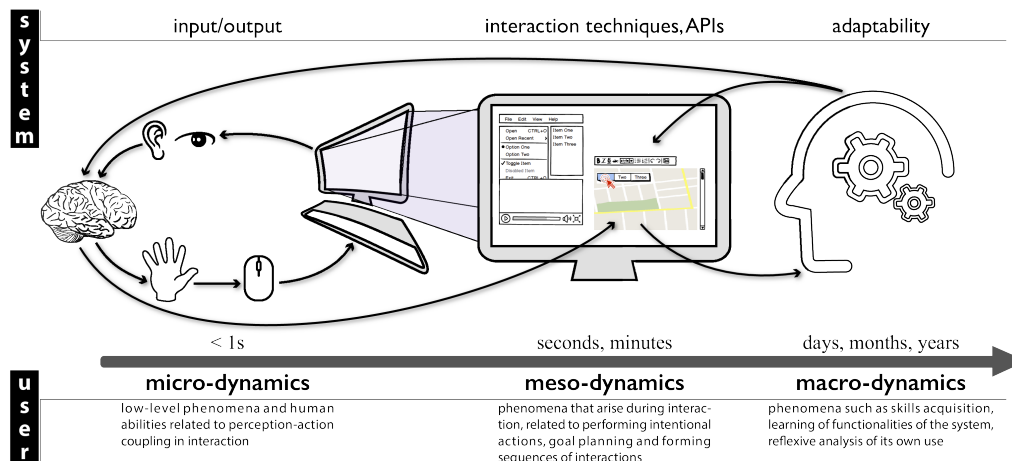 system
input/output
interaction techniques, APIs
adaptability
File Edit View Help
Open CTRL+O
Open Recent
Option One
Option Two
Toggle Item
Disabled Item
Exit CTRL+Q
Item One
Item Two
Item Three
Two Three
< 1s
seconds, minutes
days, months, years
user
micro-dynamics
meso-dynamics
macro-dynamics
low-level phenomena and human
abilities related to perception-action
coupling in interaction
phenomena that arise during interac-
tion, related to performing intentional
actions, goal planning and forming
sequences of interactions
phenomena such as skills acquisition,
learning of functionalities of the system,
reflexive analysis of its own use